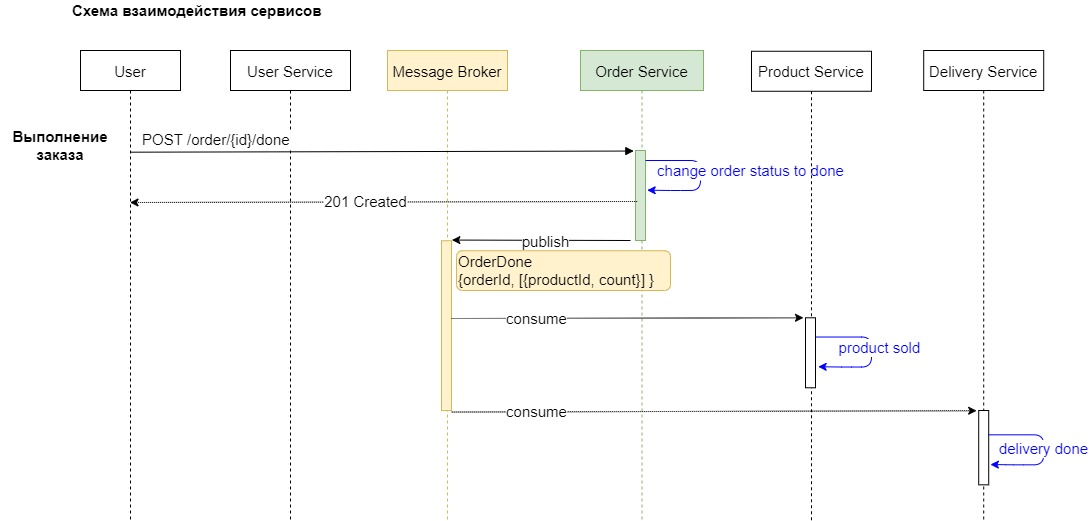 Схема взаимодействия сервисов
User
User Service
Message Broker
Order Service
Product Service
Delivery Service
Выполнение
заказа
POST /order/{id}/done
change order status to done
201 Created
publish
OrderDone
{orderId, [{productId, count}] }
consume
product sold
consume
delivery done